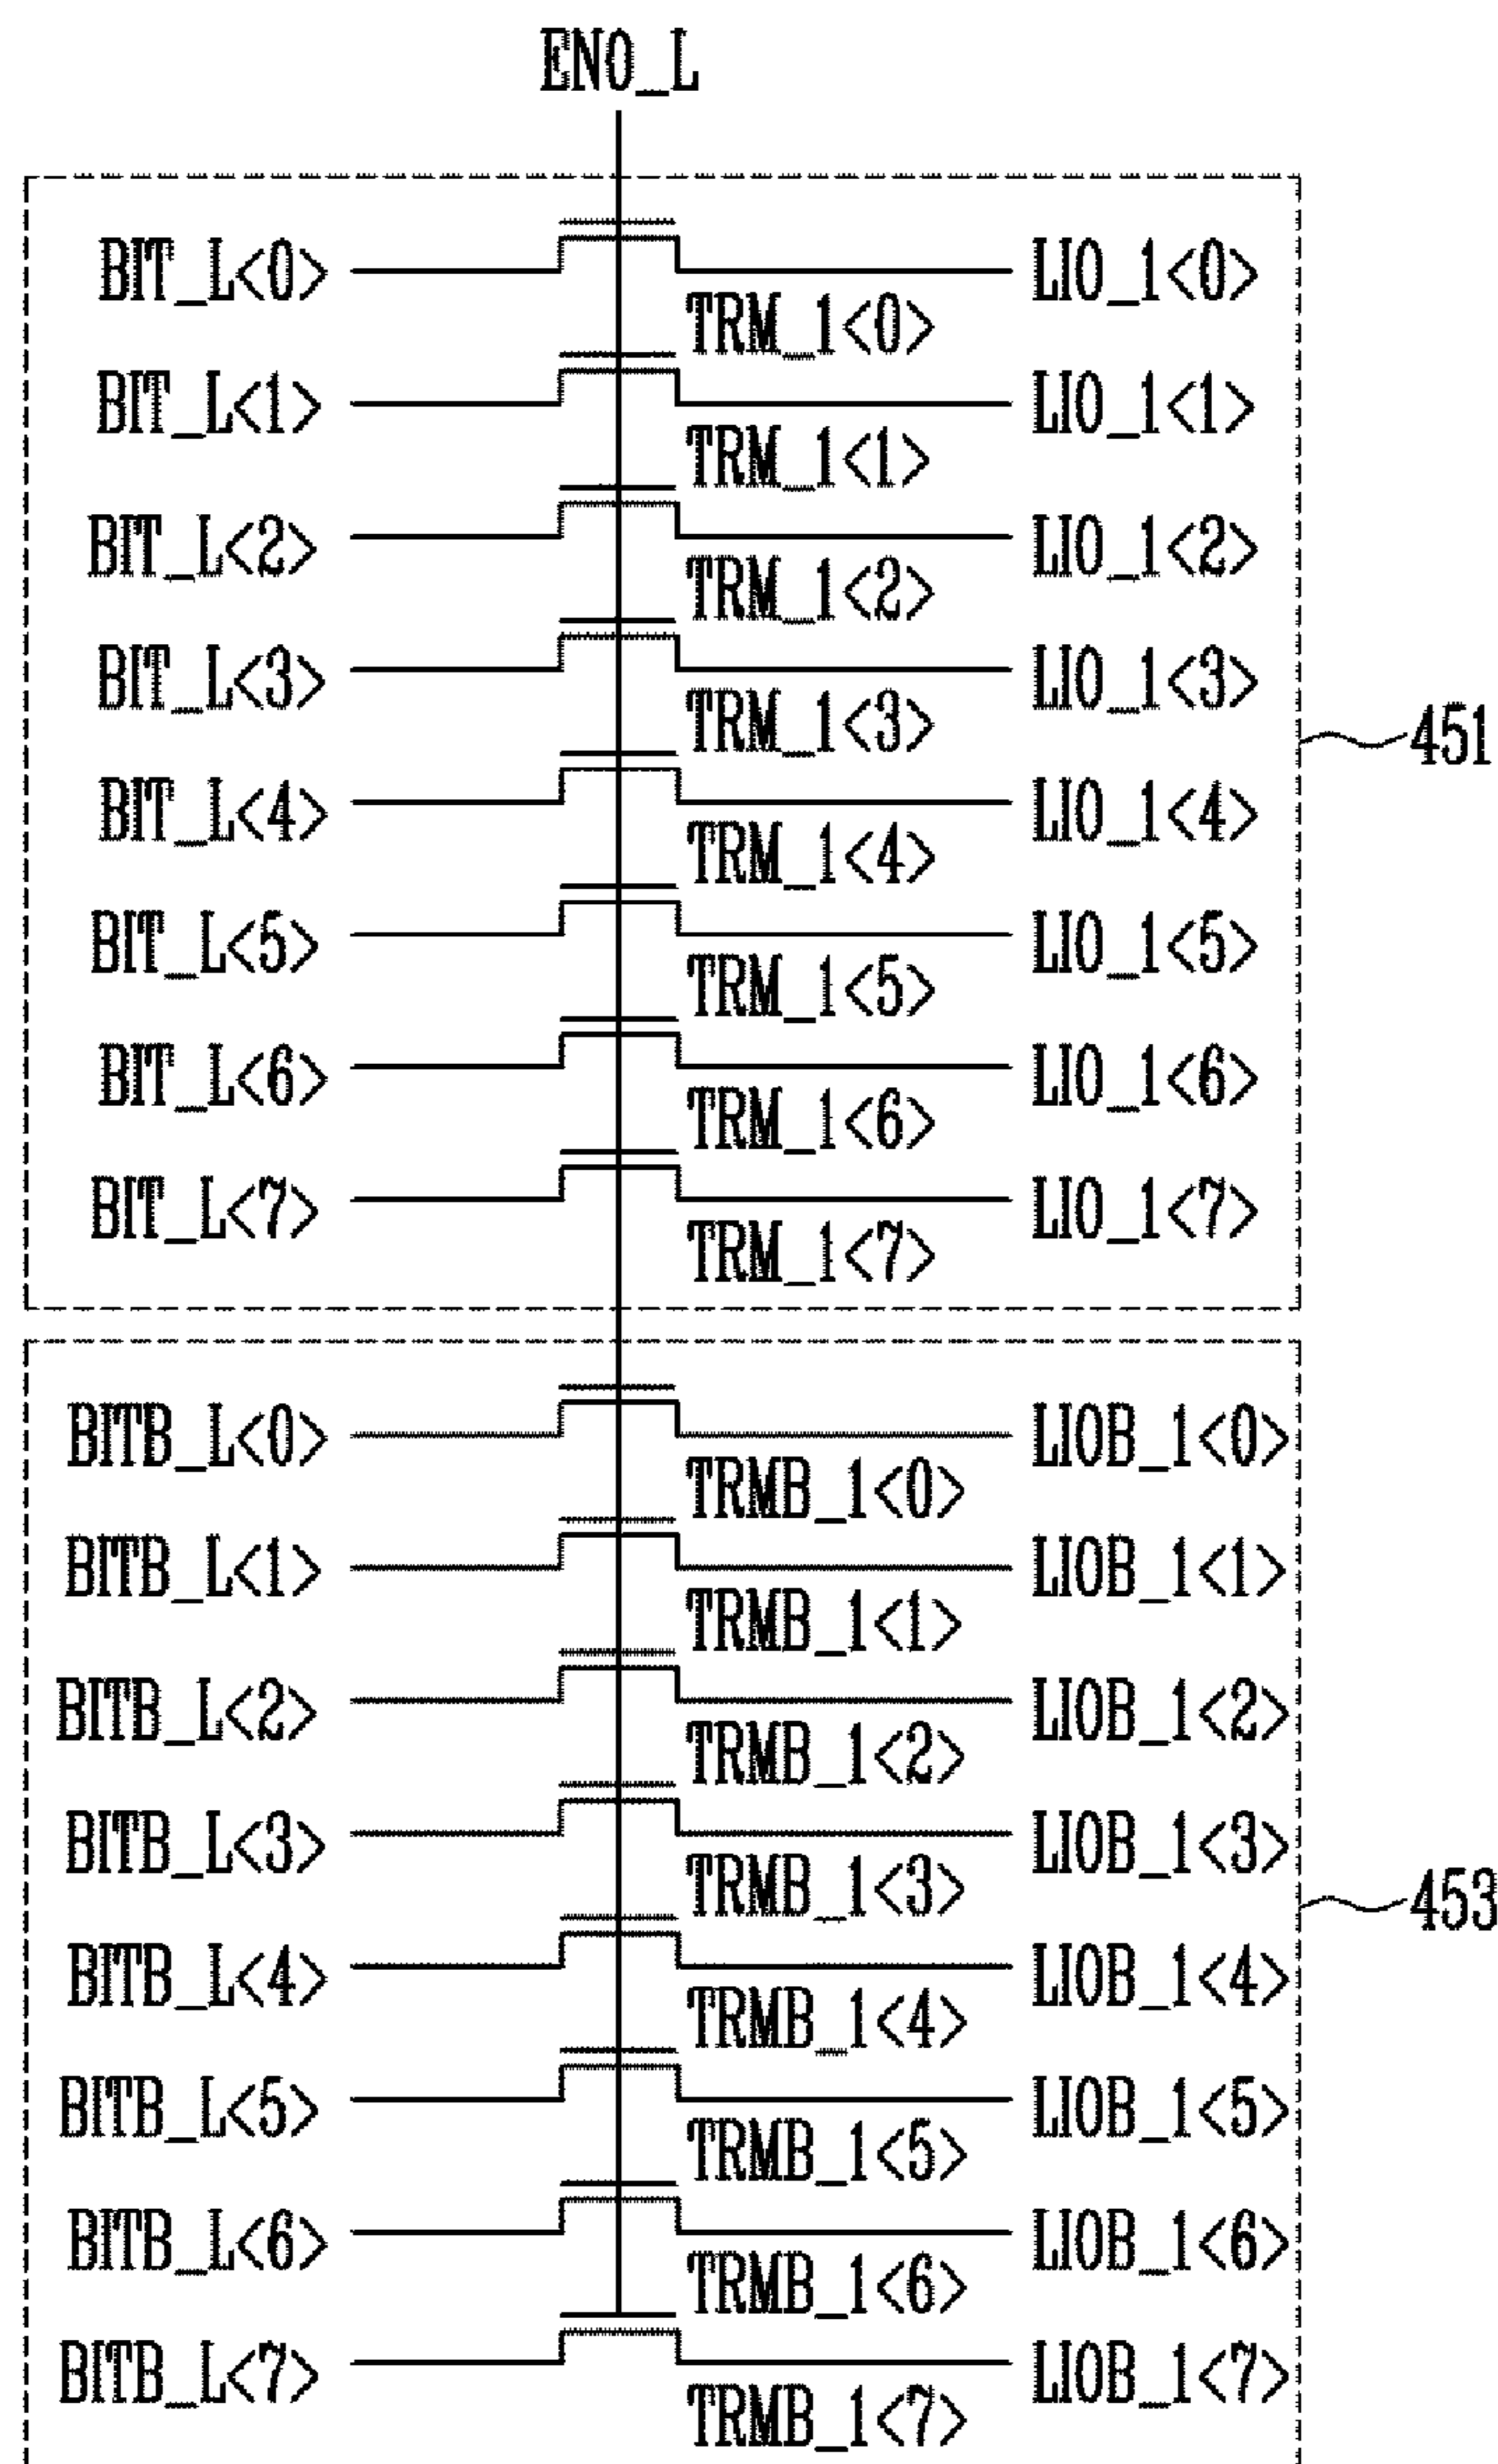 ENO_L
BIT_L<0> LIO_1<0>
TRM_1<0>
BIT_L<1> LIO_1<1>
TRM_1<1>
BIT_L<2> LIO_1<2>
TRM_1<2>
BIT_L<3> LIO_1<3>
TRM_1<3>
451
BIT_L<4> LIO_1<4>
TRM_1<4>
BIT_L<5> LIO_1<5>
TRM_1<5>
BIT_L<6> LIO_1<6>
TRM_1<6>
BIT_L<7> LIO_1<7>
TRM_1<7>
BITB_L<0> LIOB_1<0>
TRMB_1<0>
BITB_L<1> LIOB_1<1>
TRMB_1<1>
BITB_L<2> LIOB_1<2>
TRMB_1<2>
BITB_L<3> LIOB_1<3>
TRMB_1<3>
453
BITB_L<4> LIOB_1<4>
TRMB_1<4>
BITB_L<5> LIOB_1<5>
TRMB_1<5>
BITB_L<6> LIOB_1<6>
TRMB_1<6>
BITB_L<7> LIOB_1<7>
TRMB_1<7>